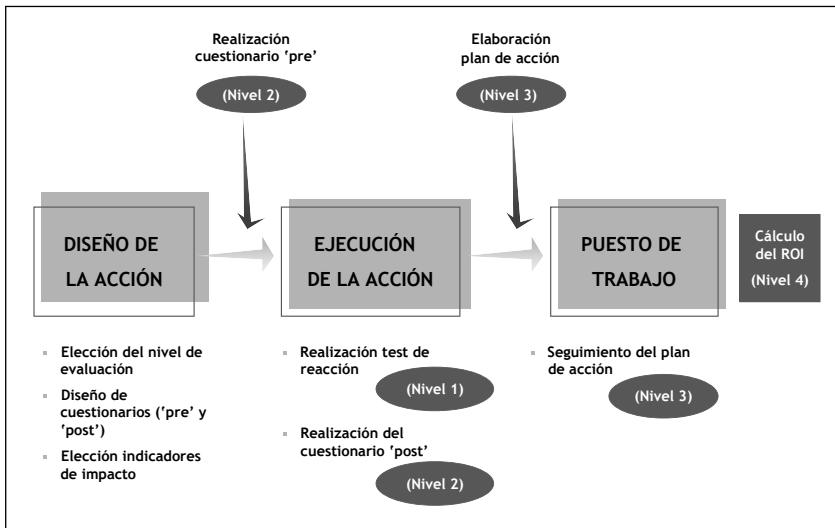 Realización
cuestionario ‘pre’
(Nivel 2)
Elaboración
plan de acción
(Nivel 3)
DISEÑO DE
LA ACCIÓN
EJECUCIÓN
DE LA ACCIÓN
PUESTO DE
TRABAJO
Cálculo
del ROI
(Nivel 4)
Elección del nivel de
evaluación
Diseño de
cuestionarios (‘pre’ y
‘post’)
Elección indicadores
de impacto
Realización test de
reacción
(Nivel 1)
Realización del
cuestionario ‘post’
(Nivel 2)
Seguimiento del plan
de acción
(Nivel 3)